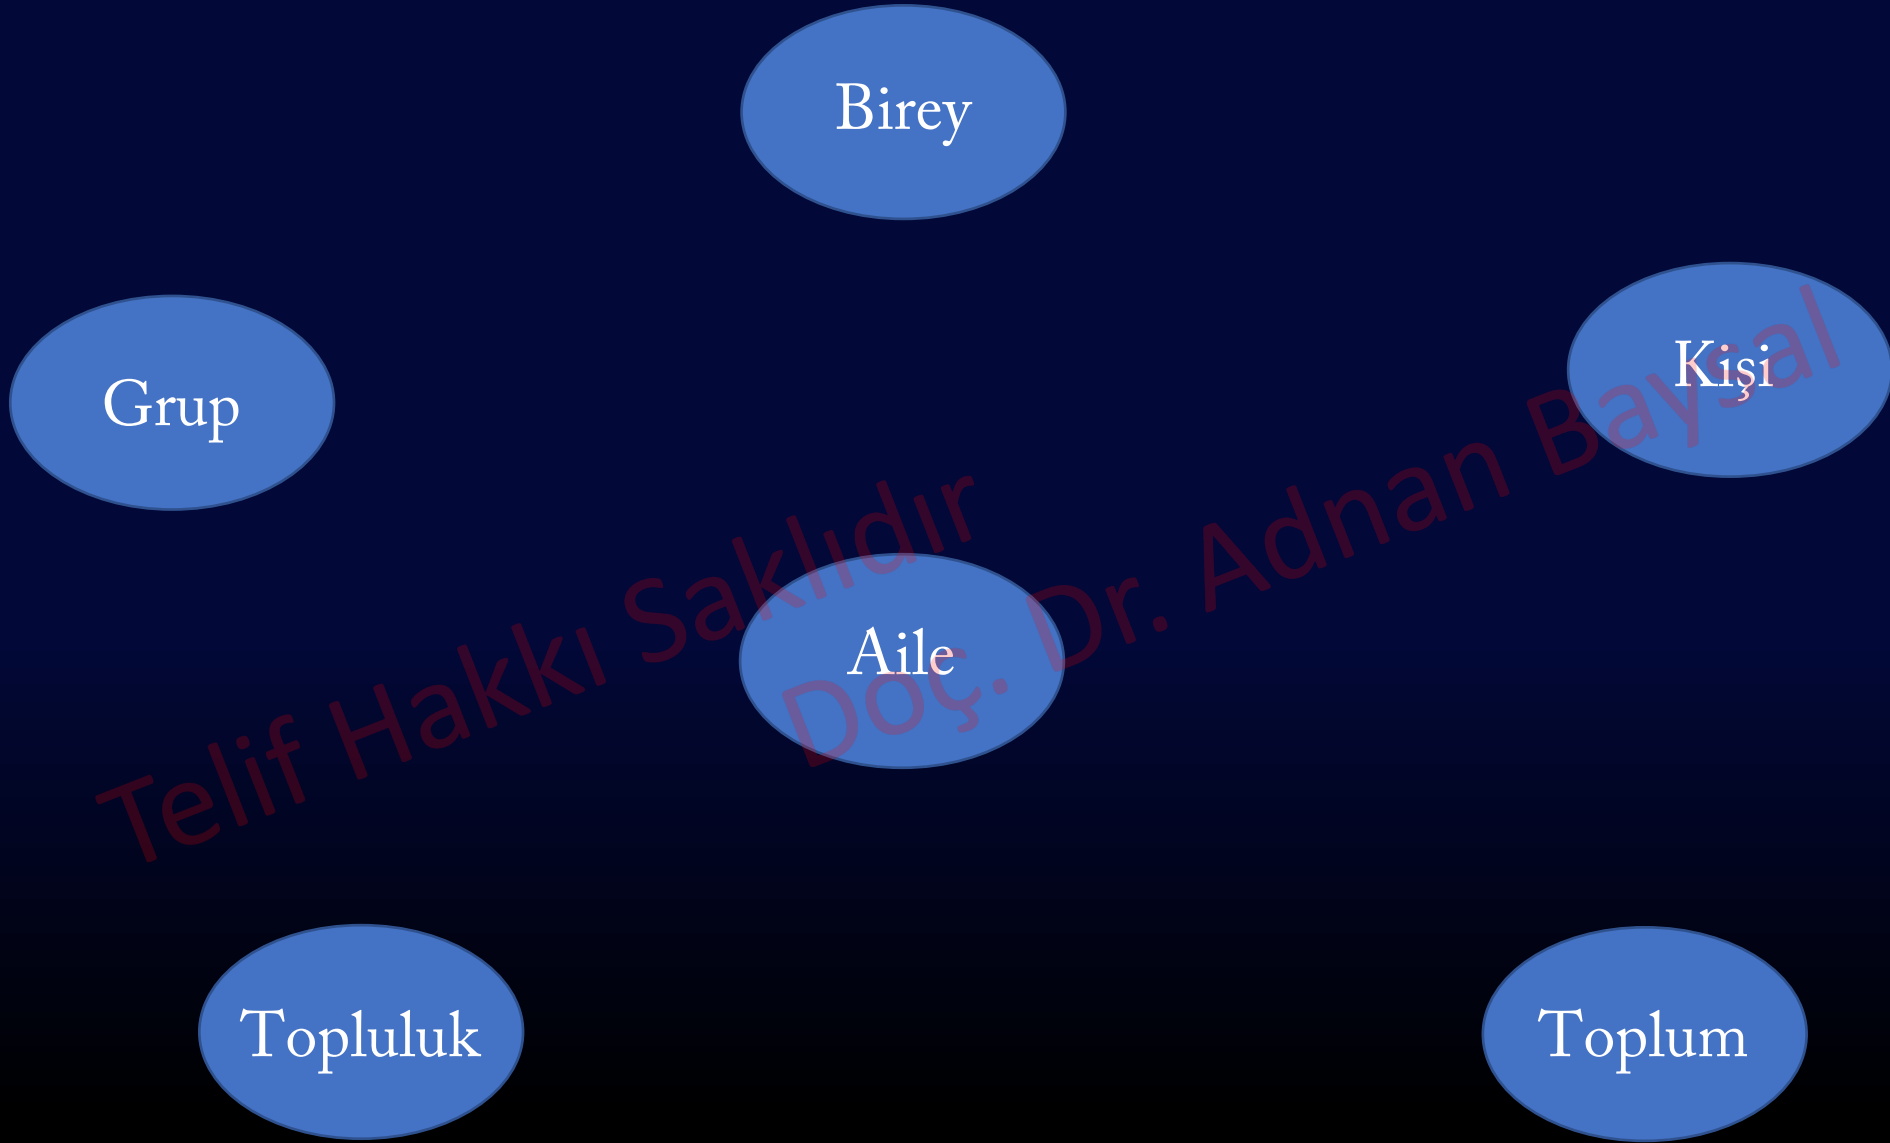 Birey
Grup
Kişi
Aile
Topluluk
Toplum
Telif Hakkı Saklıdır
Doç. Dr. Adnan Baysal